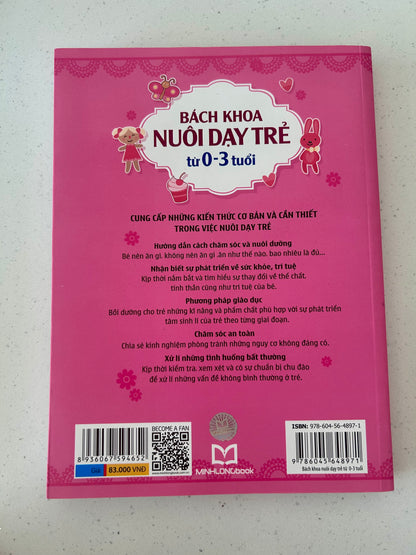 BÁCH KHOA
NUÔI DẠY TRẺ
từ 0-3 tuổi
CUNG CẤP NHỮNG KIẾN THỨC CƠ BẢN VÀ CẦN THIẾT
TRONG VIỆC NUÔI DẠY TRẺ
Hướng dẫn cách chăm sóc và nuôi dưỡng
Bé nên ăn gì, không nên ăn gì, ăn như thế nào, bao nhiêu là đủ...
Nhận biết sự phát triển về sức khỏe, trí tuệ
Kịp thời nắm bắt và tìm hiểu sự thay đổi về thể chất,
tinh thần cũng như trí tuệ của bé.
Phương pháp giáo dục
Bồi dưỡng cho trẻ những kĩ năng và phẩm chất phù hợp với sự phát triển
tâm sinh lí của trẻ theo từng giai đoạn.
Chăm sóc an toàn
Chia sẻ kinh nghiệm phòng tránh những nguy cơ không đáng có.
Xử lí những tình huống bất thường
Kịp thời kiểm tra, xem xét và có sự chuẩn bị chu đáo
để xử lí những vấn đề không bình thường ở trẻ.
BECOME A FAN
8 936067 594652
Giá: 83.000 VNĐ
www.minhlongbook.com.vn
MINHLONGbook
ISBN: 978-604-56-4897-1
9 786045 648971
Bách khoa nuôi dạy trẻ từ 0-3 tuổi